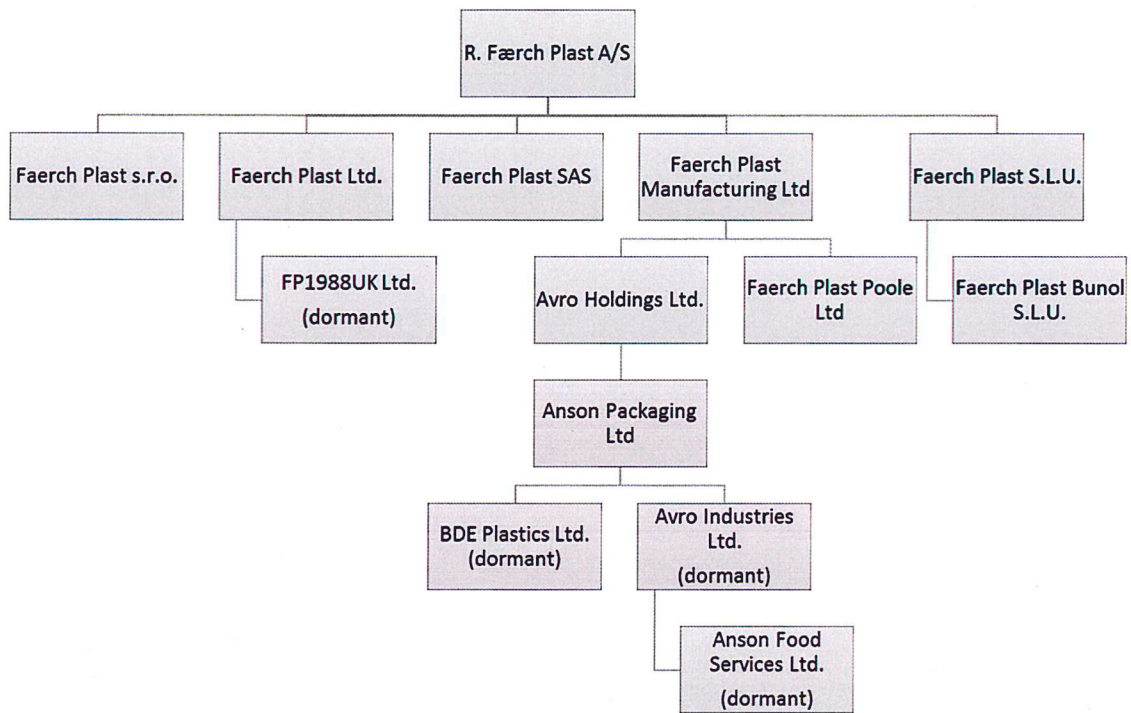 R. Færch Plast A/S
Faerch Plast s.r.o.
Faerch Plast Ltd.
Faerch Plast SAS
Faerch Plast
Manufacturing Ltd
Faerch Plast S.L.U.
FP1988UK Ltd.
(dormant)
Avro Holdings Ltd.
Faerch Plast Poole
Ltd
Faerch Plast Bunol
S.L.U.
Anson Packaging
Ltd
BDE Plastics Ltd.
(dormant)
Avro Industries
Ltd.
(dormant)
Anson Food
Services Ltd.
(dormant)